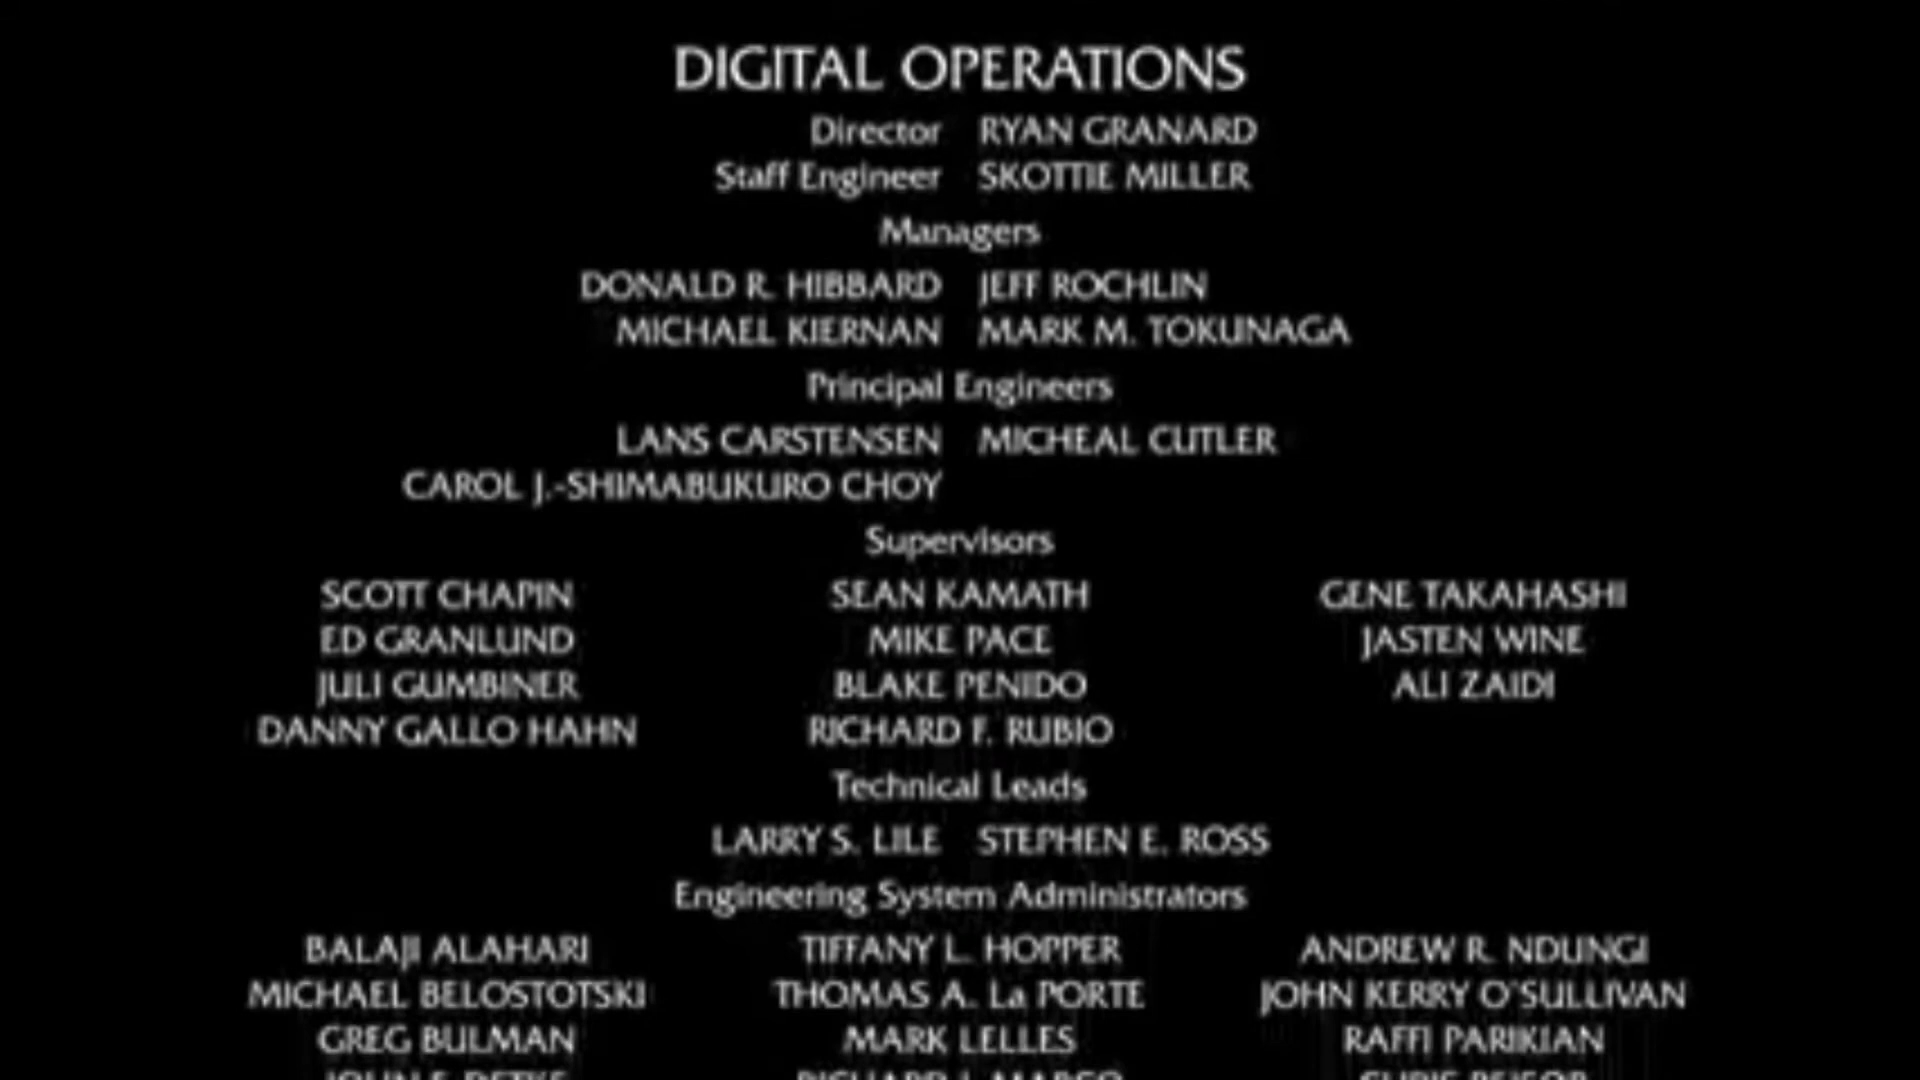 DIGITAL OPERATIONS
Director RYAN GRANARD
Staff Engineer SKOTTIE MILLER
Managers
DONALD R. HIBBARD JEFF ROCHLIN
MICHAEL KIERNAN MARK M. TOKUNAGA
Principal Engineers
LANS CARSTENSEN MICHEAL CUTLER
CAROL J.-SHIMABUKURO CHOY
Supervisors
SCOTT CHAPIN SEAN KAMATH GENE TAKAHASHI
ED GRANLUND MIKE PACE JASTEN WINE
JULI GUMBINER BLAKE PENIDO ALI ZAIDI
DANNY GALLO HAHN RICHARD F. RUBIO
Technical Leads
LARRY S. LILE STEPHEN E. ROSS
Engineering System Administrators
BALAJI ALAHARI TIFFANY L. HOPPER ANDREW R. NDUNGI
MICHAEL BELOSTOTSKI THOMAS A. La PORTE JOHN KERRY O'SULLIVAN
GREG BULMAN MARK LELLES RAFFI PARIKIAN